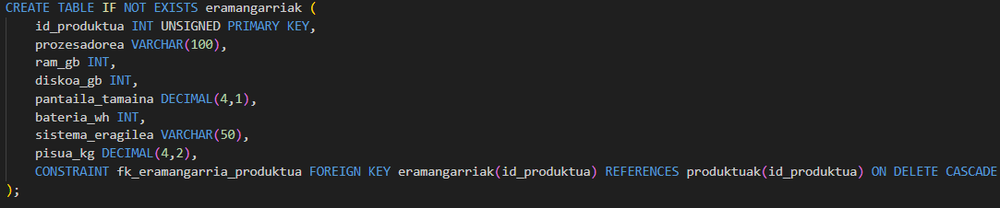 CREATE TABLE IF NOT EXISTS eramangarriak (
id_produktua INT UNSIGNED PRIMARY KEY,
prozesadorea VARCHAR(100),
ram_gb INT,
diskoa_gb INT,
pantaila_tamaina DECIMAL(4,1),
bateria_wh INT,
sistema_eragilea VARCHAR(50),
pisua_kg DECIMAL(4,2),
CONSTRAINT fk_eramangarria_produktua FOREIGN KEY eramangarriak(id_produktua) REFERENCES produktuak(id_produktua) ON DELETE CASCADE
);